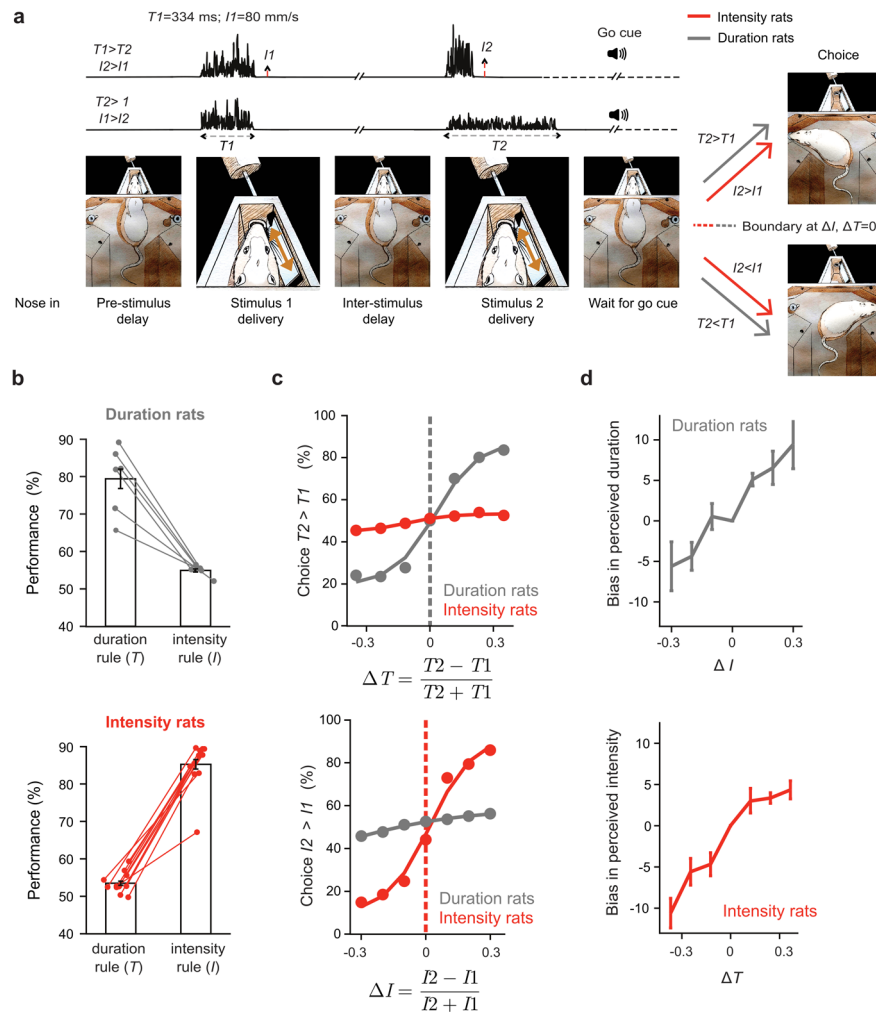 a
T1=334 ms; I1=80 mm/s
Intensity rats
Duration rats
T1>T2
I2>I1
I1
I2
Go cue
Choice
T2> 1
I1>I2
T1
T2
T2>T1
I2>I1
Boundary at ΔI, ΔT=0
I2<I1
T2<T1
Nose in
Pre-stimulus
delay
Stimulus 1
delivery
Inter-stimulus
delay
Stimulus 2
delivery
Wait for go cue
b
Duration rats
Performance (%)
90
80
70
60
50
40
duration
rule (T)
intensity
rule (I)
Intensity rats
Performance (%)
90
80
70
60
50
40
duration
rule (T)
intensity
rule (I)
c
Choice T2 > T1 (%)
100
80
60
40
20
0
Duration rats
Intensity rats
-0.3
0
0.3
ΔT = (T2 − T1)/(T2 + T1)
Choice I2 > I1 (%)
100
80
60
40
20
0
Duration rats
Intensity rats
-0.3
0
0.3
ΔI = (I2 − I1)/(I2 + I1)
d
Duration rats
Bias in perceived duration
10
5
0
-5
-10
-0.3
0
0.3
Δ I
Bias in perceived intensity
10
5
0
-5
-10
Intensity rats
-0.3
0
0.3
ΔT